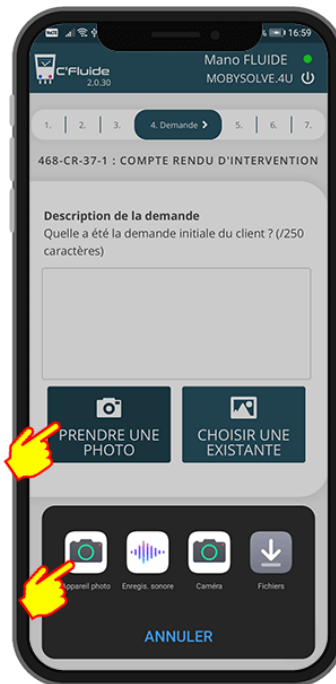 16:59
C'Fluide
2.0.30
Mano FLUIDE
MOBYSOLVE.4U
1. 2. 3. 4. Demande 5. 6. 7.
468-CR-37-1 : COMPTE RENDU D'INTERVENTION
Description de la demande
Quelle a été la demande initiale du client ? (/250
caractères)
PRENDRE UNE
PHOTO
CHOISIR UNE
EXISTANTE
Appareil photo Enregis. sonore Caméra Fichiers
ANNULER